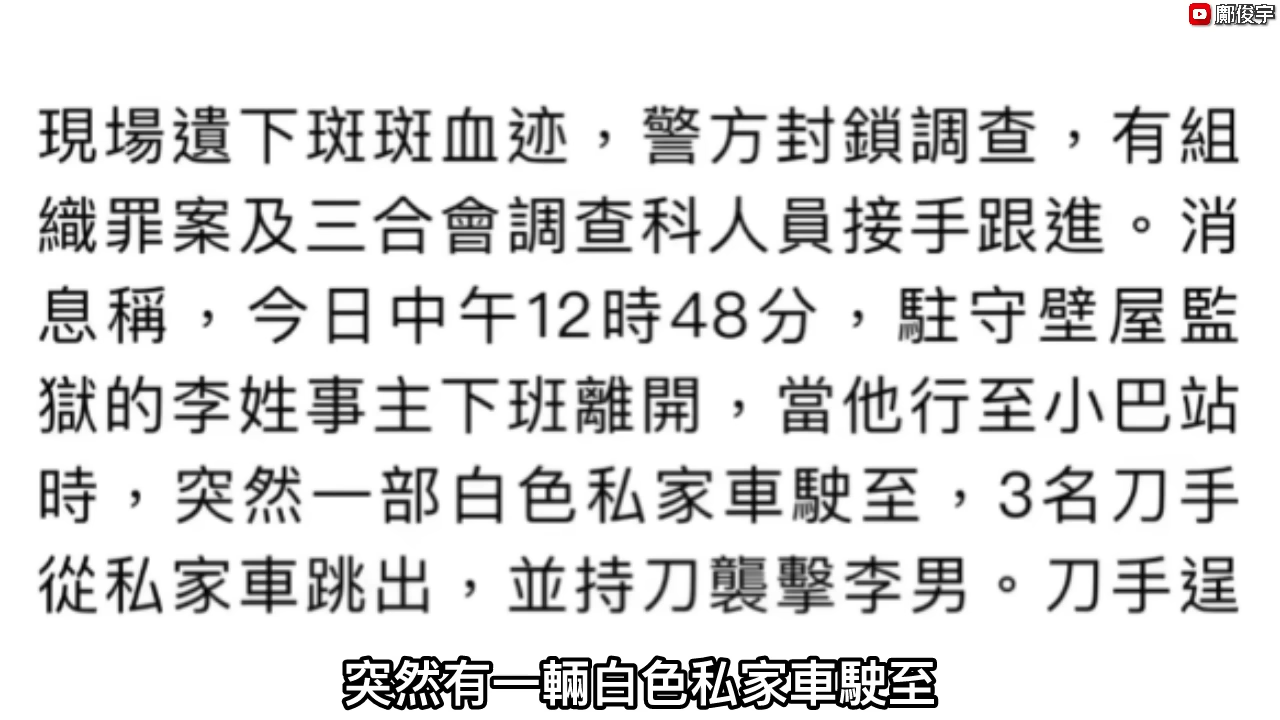 鄺俊宇
現場遺下斑斑血迹，警方封鎖調查，有組
織罪案及三合會調查科人員接手跟進。消
息稱，今日中午12時48分，駐守壁屋監
獄的李姓事主下班離開，當他行至小巴站
時，突然一部白色私家車駛至，3名刀手
從私家車跳出，並持刀襲擊李男。刀手逞
突然有一輛白色私家車駛至